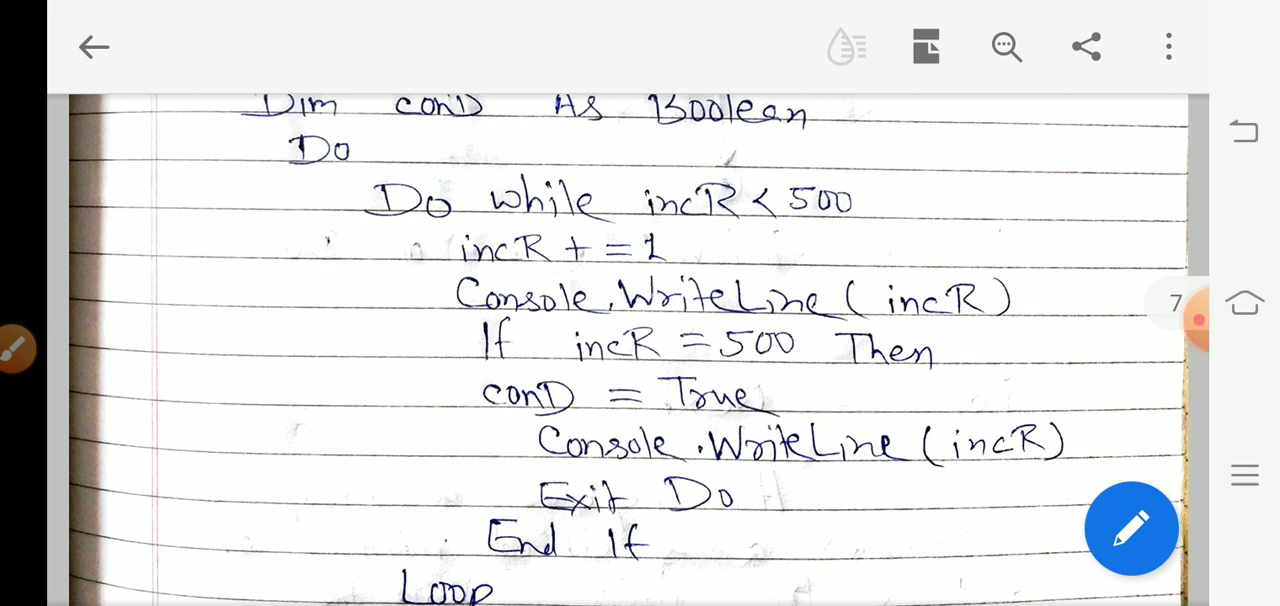 Dim conD As Boolean
Do
Do while incR < 500
incR + = 1
Console.WriteLine ( incR )
7
If incR = 500 Then
conD = True
Console.WriteLine ( incR )
Exit Do
End If
Loop